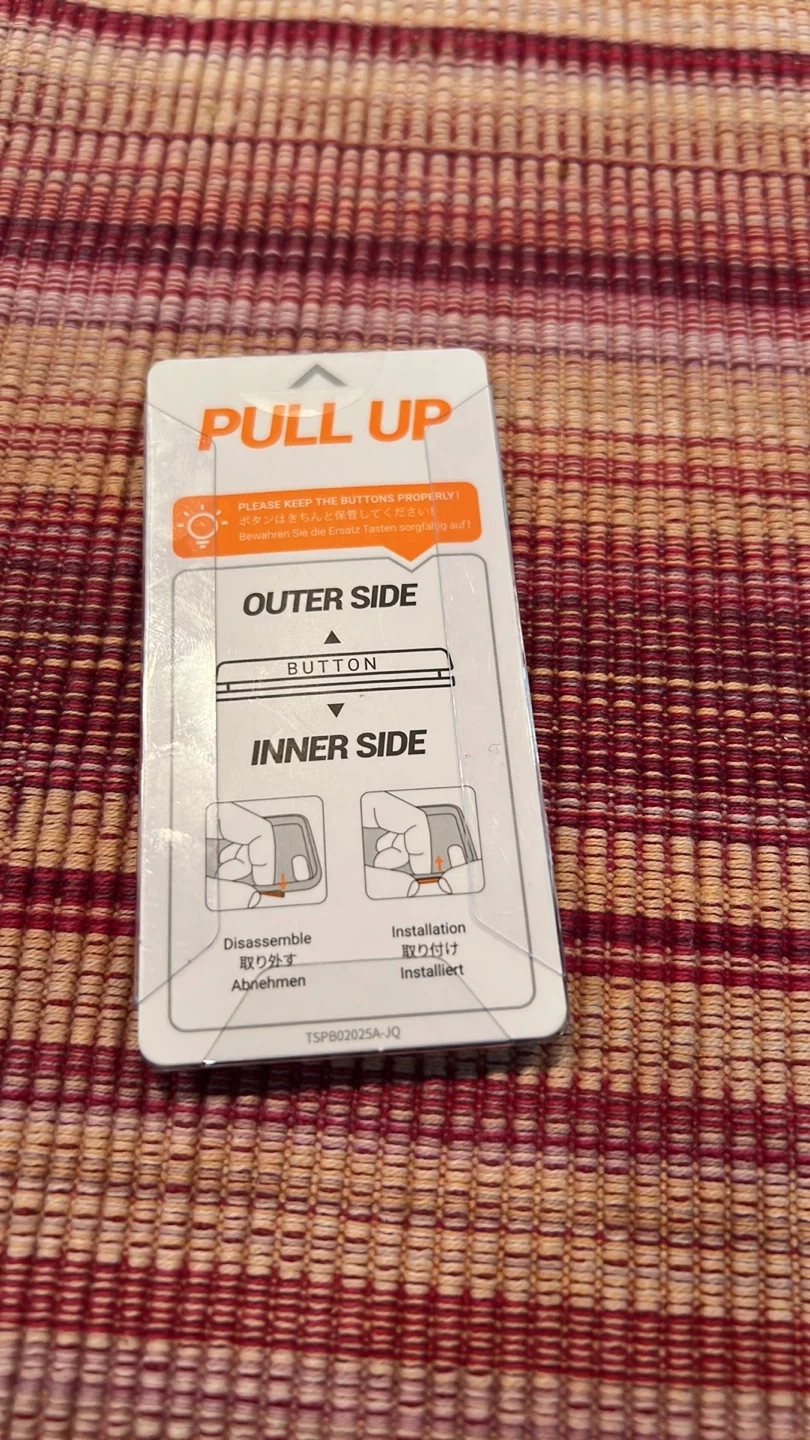 PULL UP
PLEASE KEEP THE BUTTONS PROPERLY!
ボタンはきちんと保管してください!
Bewahren Sie die Ersatz Tasten sorgfältig auf!
OUTER SIDE
BUTTON
INNER SIDE
Disassemble
取り外す
Abnehmen
Installation
取り付け
Installiert
TSPB02025A-JQ